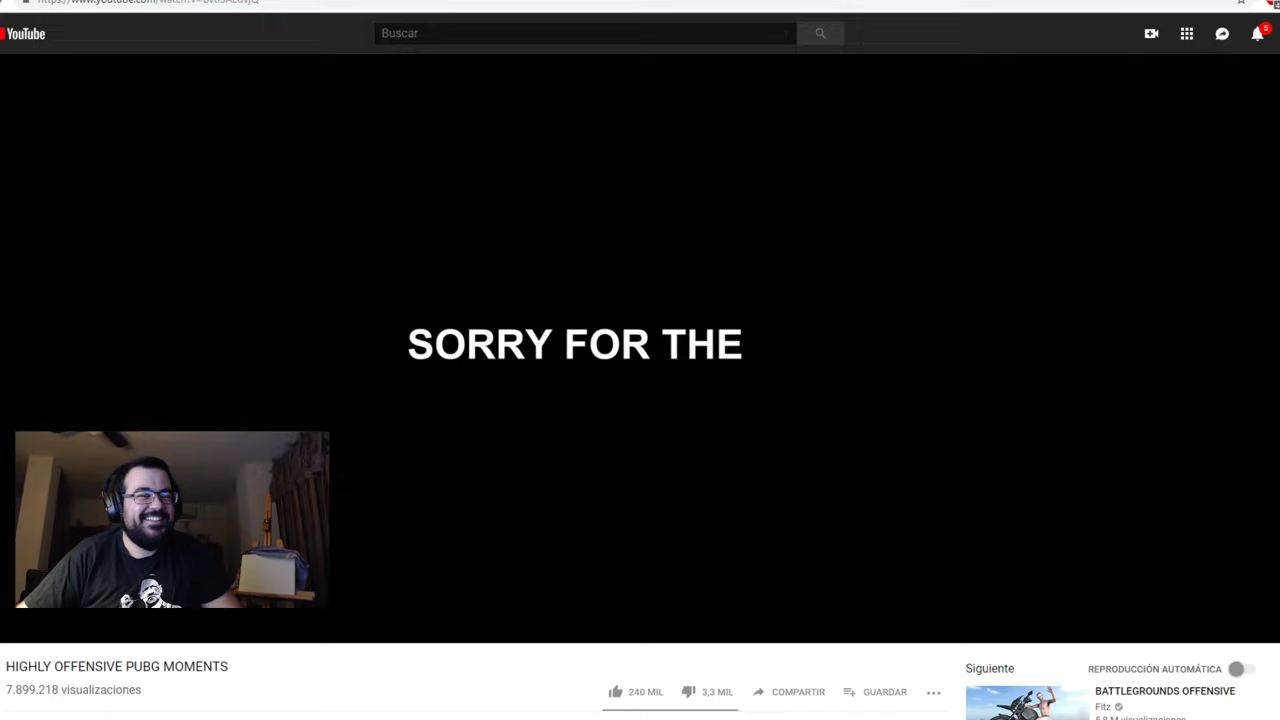 YouTube
Buscar
5
SORRY FOR THE
HIGHLY OFFENSIVE PUBG MOMENTS
7.899.218 visualizaciones
240 MIL
3,3 MIL
COMPARTIR
GUARDAR
Siguiente
REPRODUCCIÓN AUTOMÁTICA
BATTLEGROUNDS OFFENSIVE
Fitz